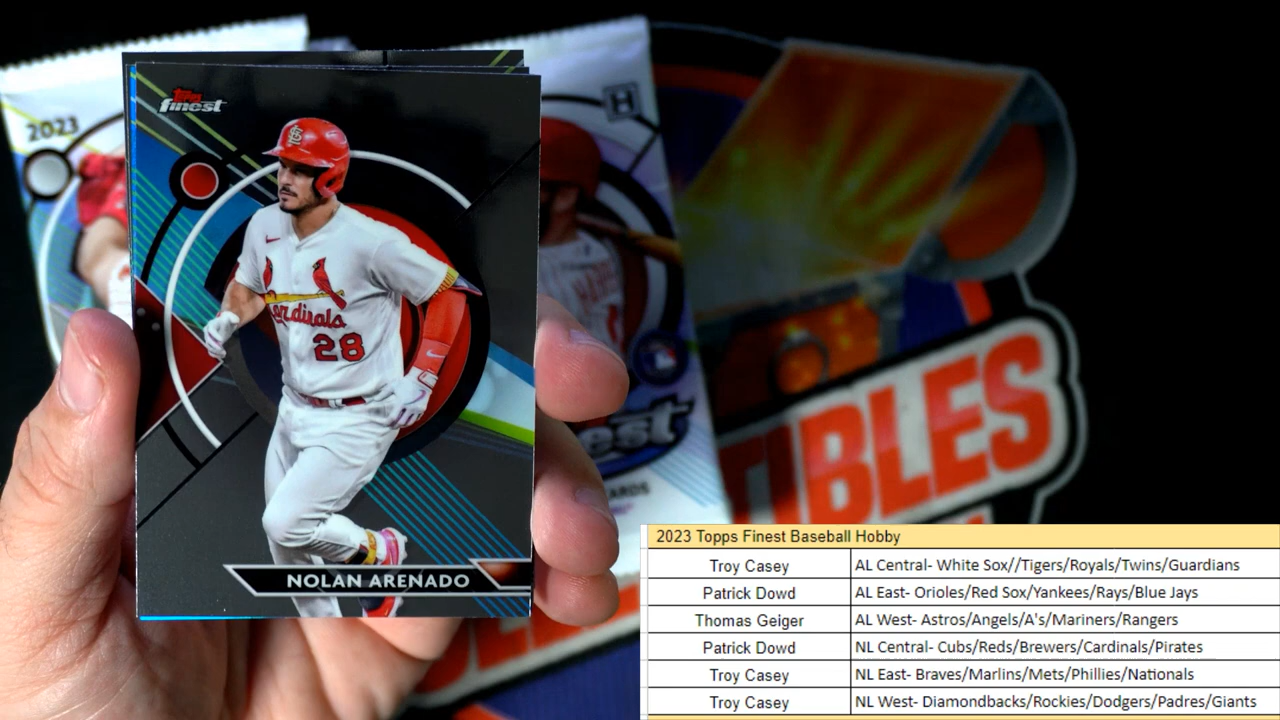 Topps
finest
2023
H
Cardinals
28
NOLAN ARENADO
TIBLES
est
ARDS
2023 Topps Finest Baseball Hobby
Troy Casey AL Central- White Sox//Tigers/Royals/Twins/Guardians
Patrick Dowd AL East- Orioles/Red Sox/Yankees/Rays/Blue Jays
Thomas Geiger AL West- Astros/Angels/A's/Mariners/Rangers
Patrick Dowd NL Central- Cubs/Reds/Brewers/Cardinals/Pirates
Troy Casey NL East- Braves/Marlins/Mets/Phillies/Nationals
Troy Casey NL West- Diamondbacks/Rockies/Dodgers/Padres/Giants